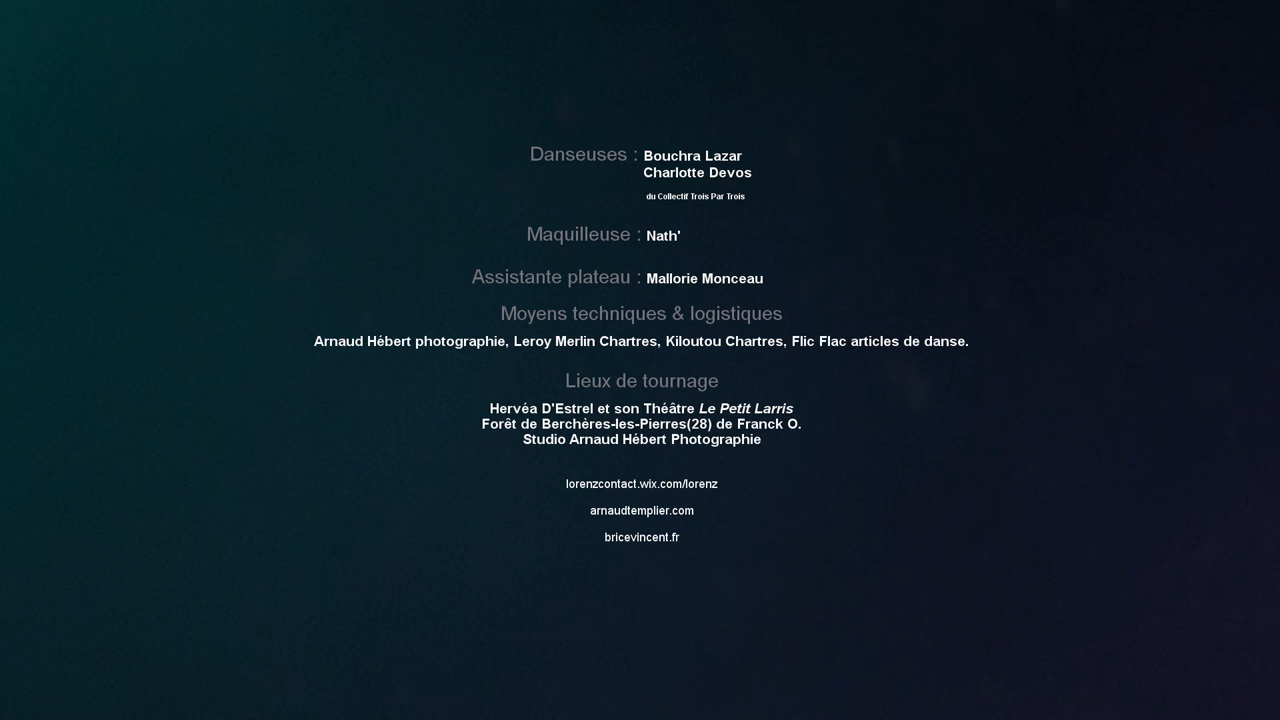 Danseuses : Bouchra Lazar
Charlotte Devos
du Collectif Trois Par Trois
Maquilleuse : Nath'
Assistante plateau : Mallorie Monceau
Moyens techniques & logistiques
Arnaud Hébert photographie, Leroy Merlin Chartres, Kiloutou Chartres, Flic Flac articles de danse.
Lieux de tournage
Hervéa D'Estrel et son Théâtre Le Petit Larris
Forêt de Berchères-les-Pierres(28) de Franck O.
Studio Arnaud Hébert Photographie
lorenzcontact.wix.com/lorenz
arnaudtemplier.com
bricevincent.fr